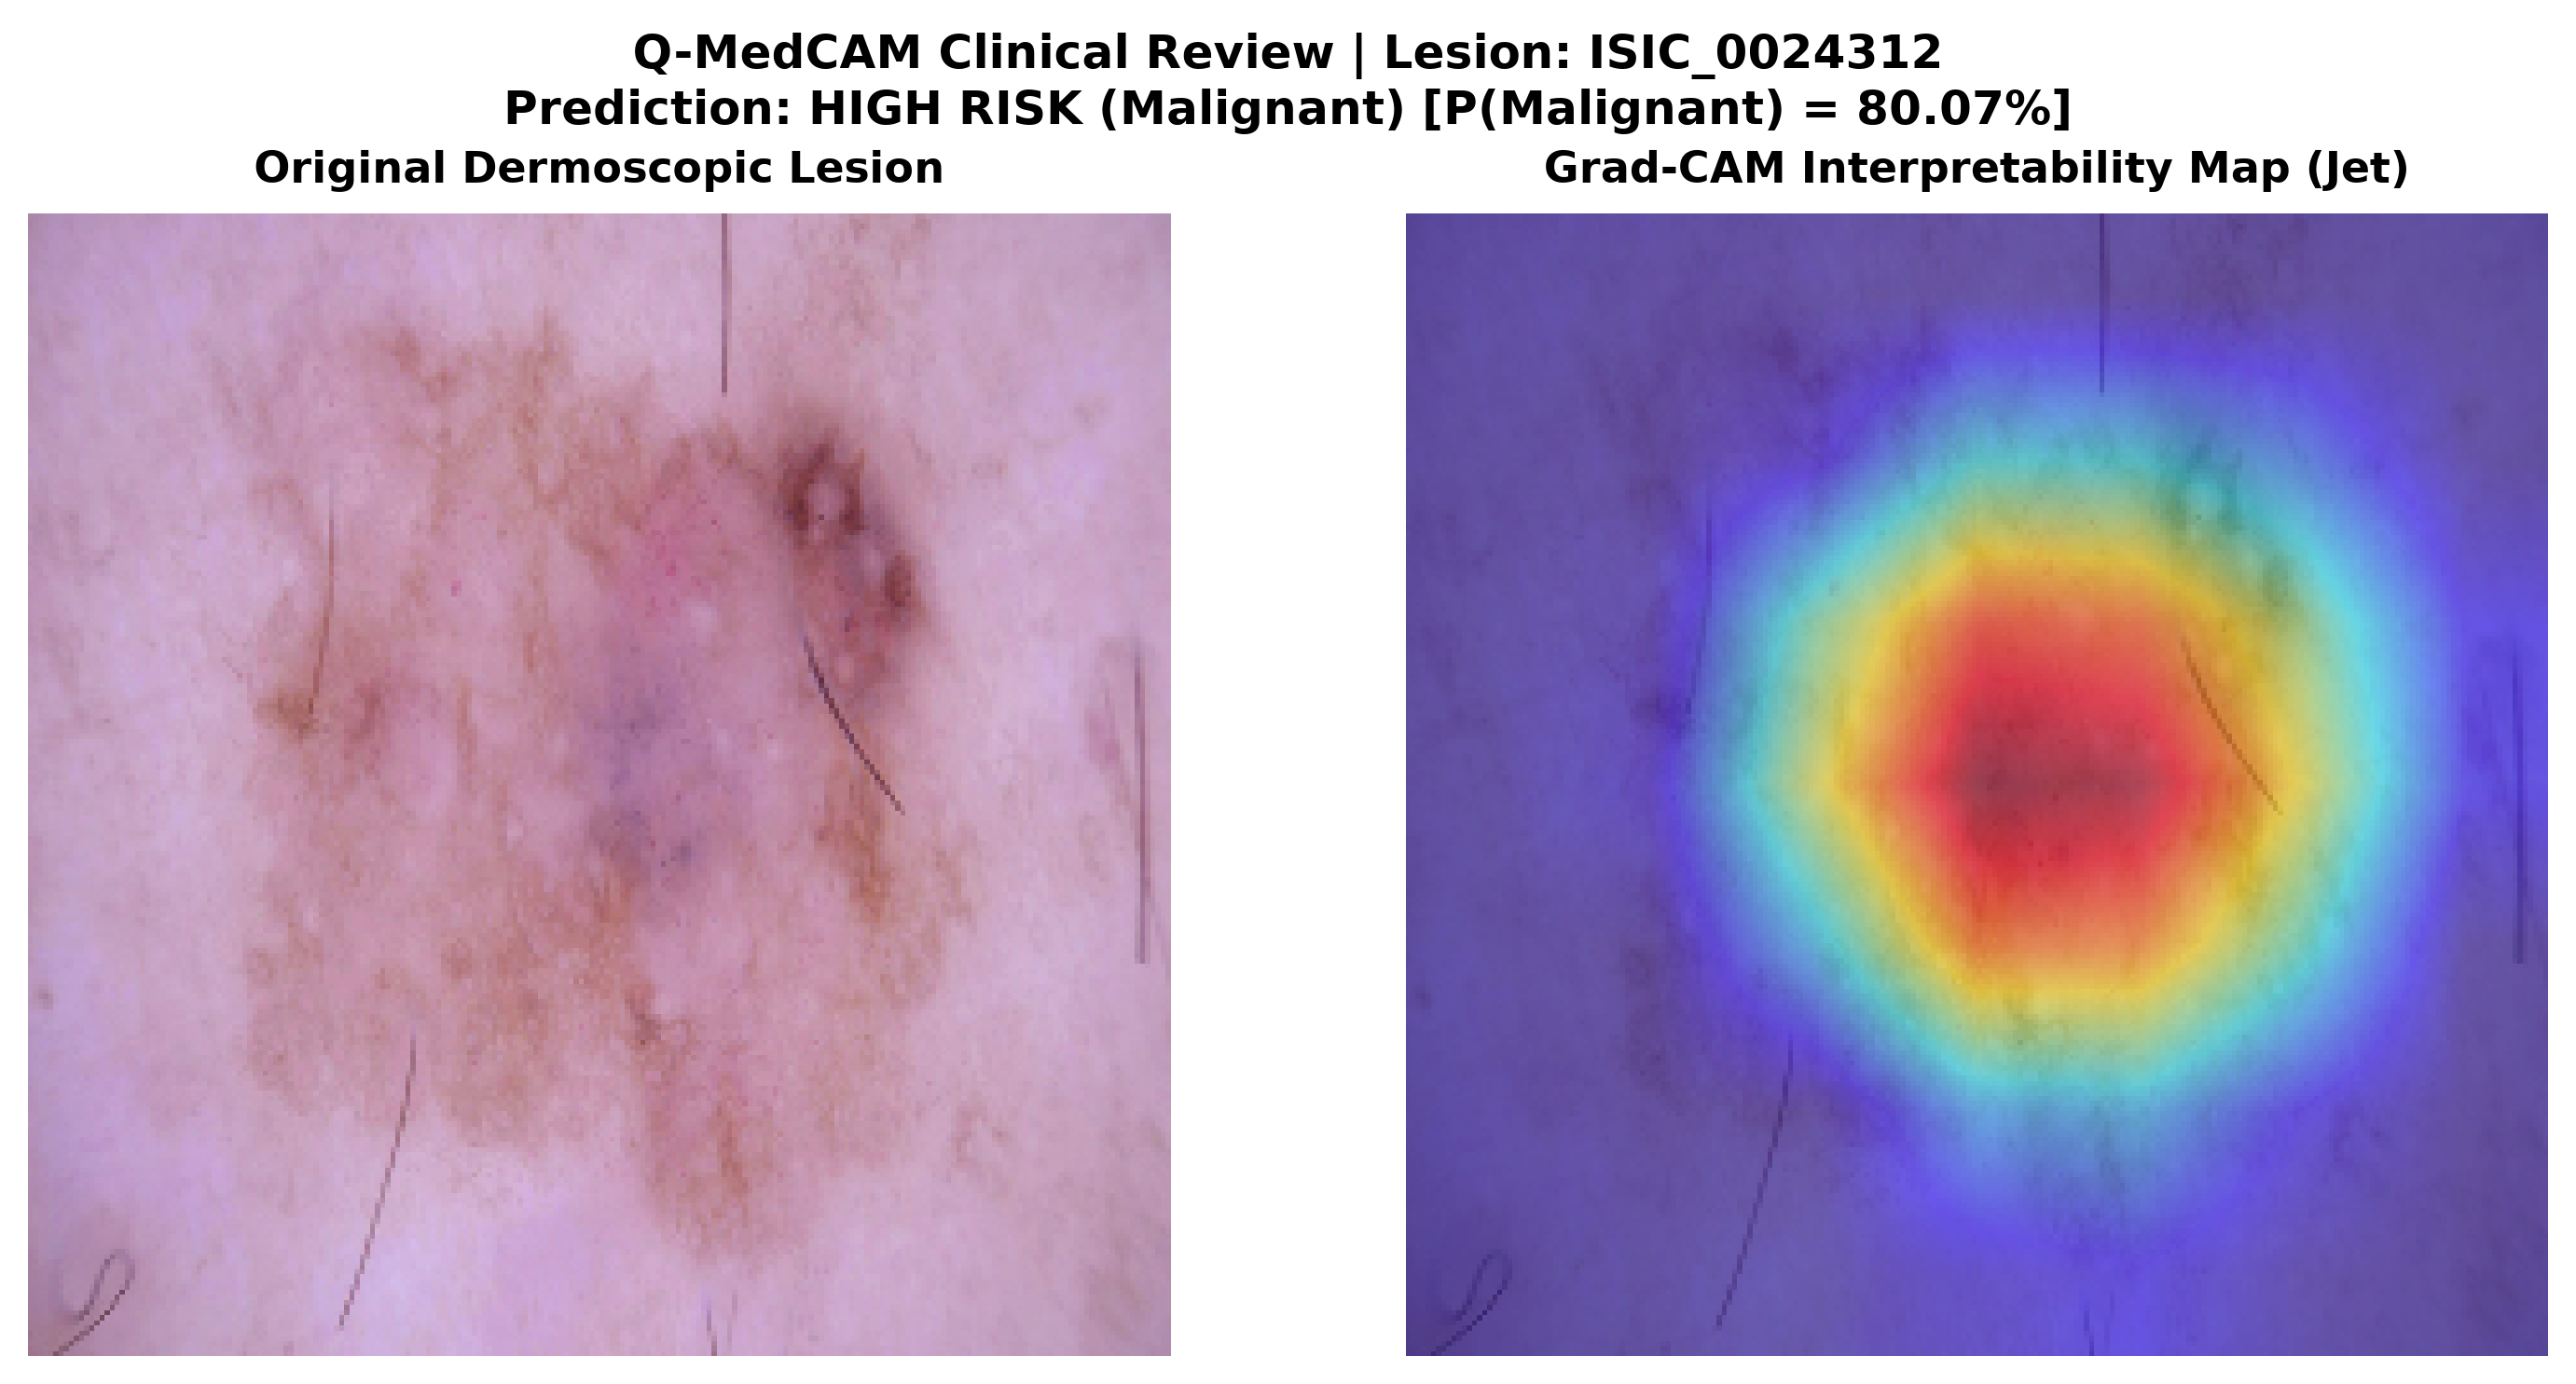 Q-MedCAM Clinical Review | Lesion: ISIC_0024312
Prediction: HIGH RISK (Malignant) [P(Malignant) = 80.07%]
Original Dermoscopic Lesion
Grad-CAM Interpretability Map (Jet)